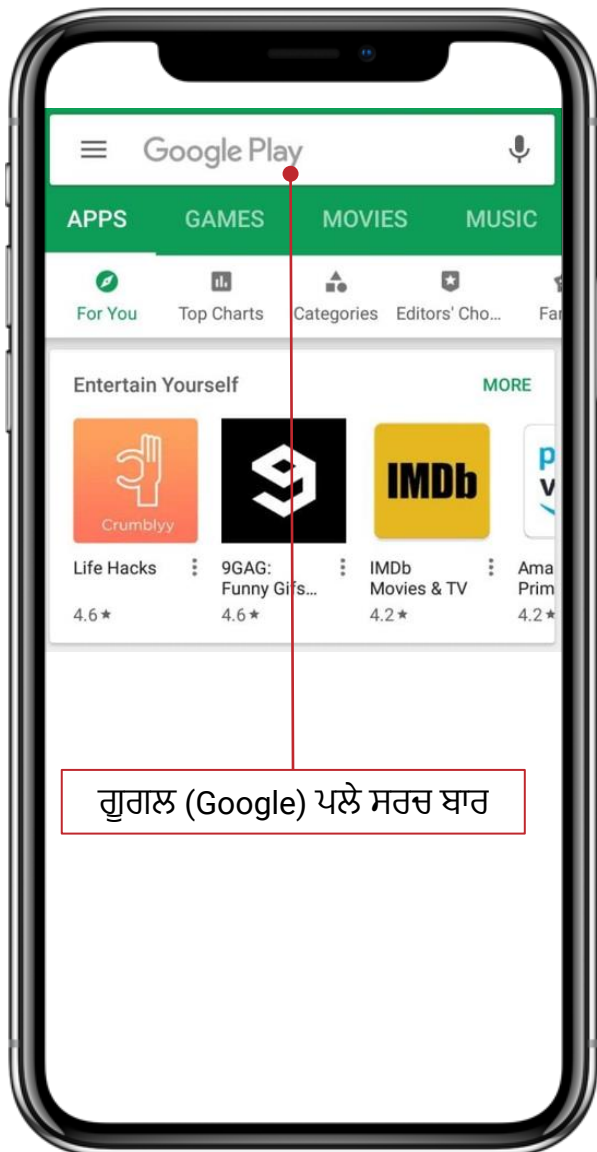 Google Play
APPS GAMES MOVIES MUSIC
For You Top Charts Categories Editors' Cho...
Entertain Yourself MORE
Crumblyy
IMDb
Life Hacks 9GAG: IMDb
Funny Gifs... Movies & TV
4.6★ 4.6★ 4.2★ 4.2★
ਗੁਗਲ (Google) ਪਲੇ ਸਰਚ ਬਾਰ